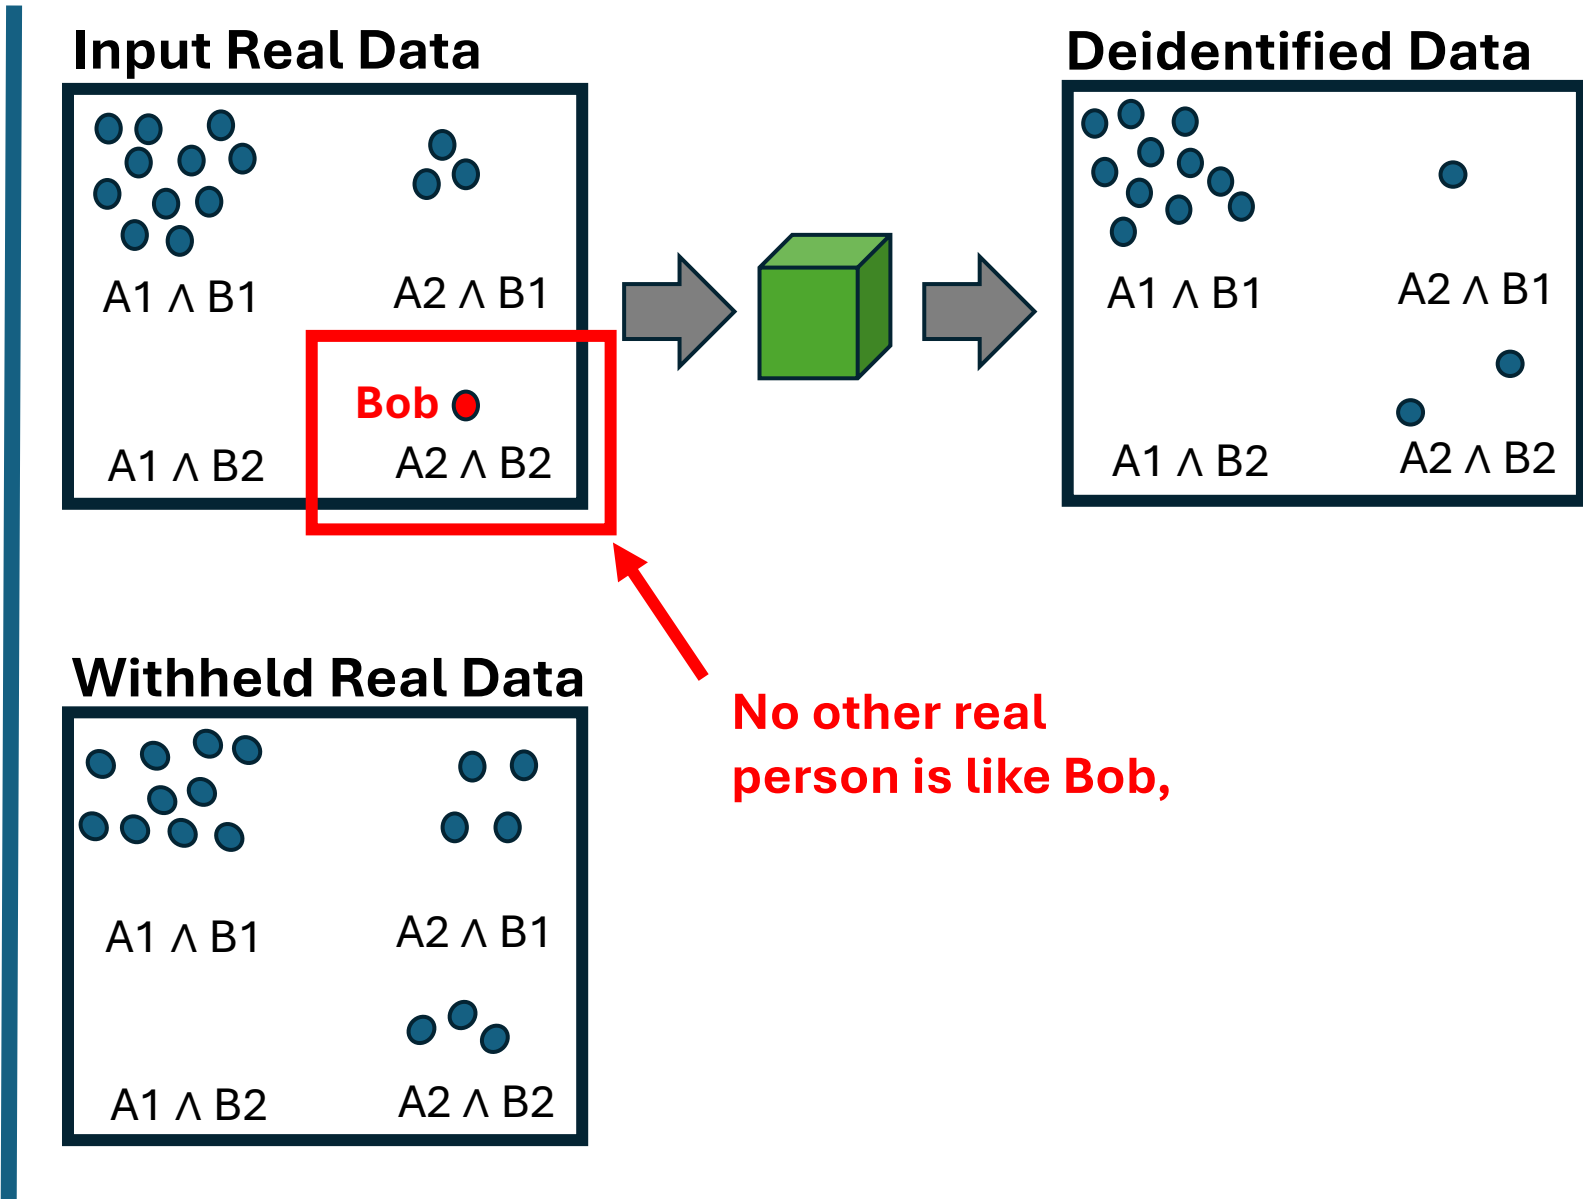 Input Real Data
Deidentified Data
A1 ∧ B1
A2 ∧ B1
A1 ∧ B1
A2 ∧ B1
Bob
A1 ∧ B2
A2 ∧ B2
A1 ∧ B2
A2 ∧ B2
Withheld Real Data
No other real
person is like Bob,
A1 ∧ B1
A2 ∧ B1
A1 ∧ B2
A2 ∧ B2